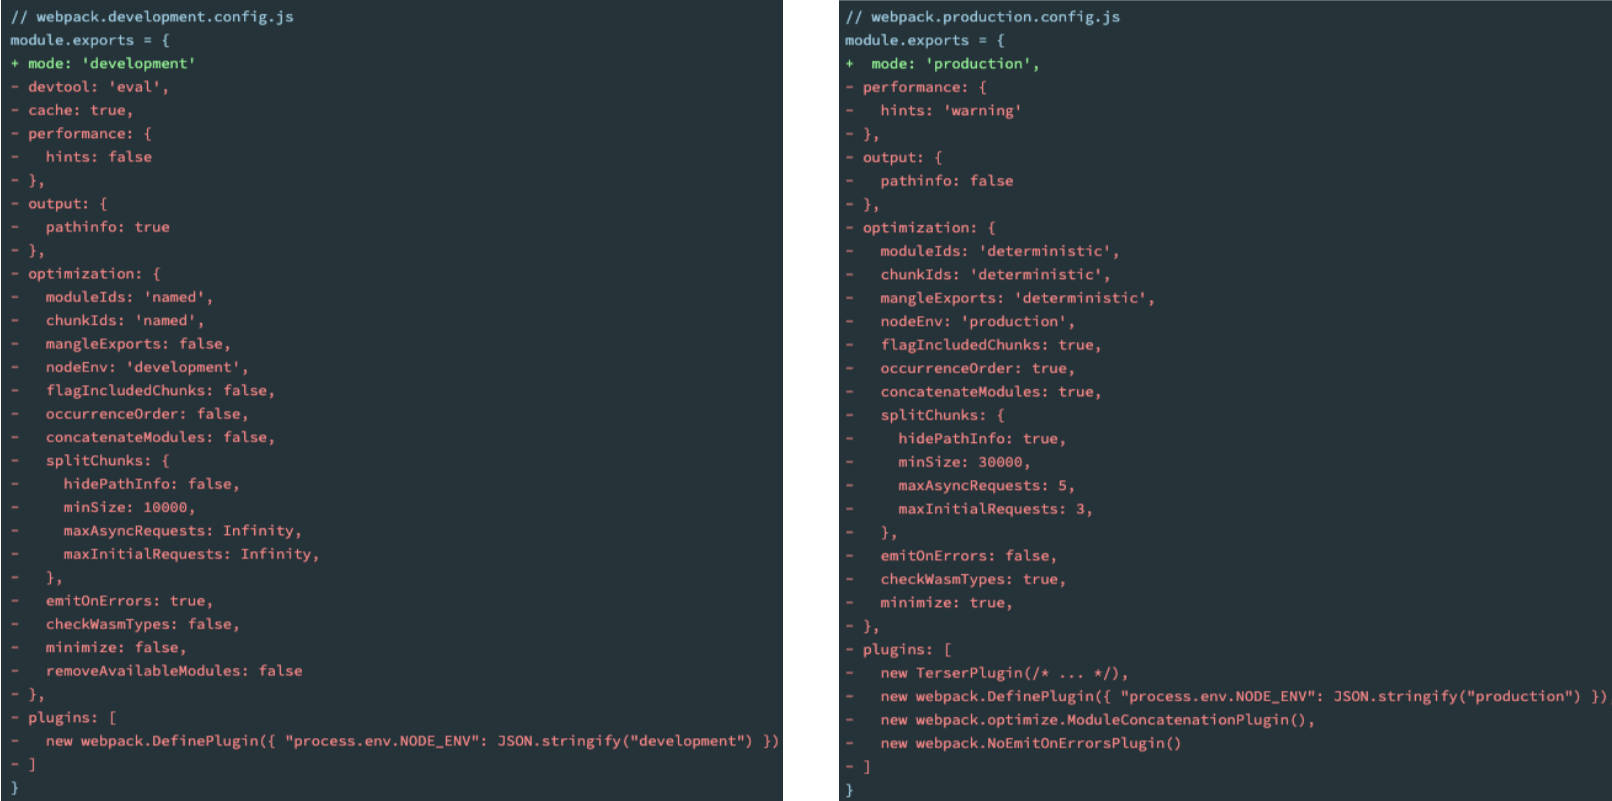 // webpack.development.config.js
module.exports = {
+ mode: 'development'
- devtool: 'eval',
- cache: true,
- performance: {
-   hints: false
- },
- output: {
-   pathinfo: true
- },
- optimization: {
-   moduleIds: 'named',
-   chunkIds: 'named',
-   mangleExports: false,
-   nodeEnv: 'development',
-   flagIncludedChunks: false,
-   occurrenceOrder: false,
-   concatenateModules: false,
-   splitChunks: {
-     hidePathInfo: false,
-     minSize: 10000,
-     maxAsyncRequests: Infinity,
-     maxInitialRequests: Infinity,
-   },
-   emitOnErrors: true,
-   checkWasmTypes: false,
-   minimize: false,
-   removeAvailableModules: false
- },
- plugins: [
-   new webpack.DefinePlugin({ "process.env.NODE_ENV": JSON.stringify("development") })
- ]
}
// webpack.production.config.js
module.exports = {
+  mode: 'production',
- performance: {
-   hints: 'warning'
- },
- output: {
-   pathinfo: false
- },
- optimization: {
-   moduleIds: 'deterministic',
-   chunkIds: 'deterministic',
-   mangleExports: 'deterministic',
-   nodeEnv: 'production',
-   flagIncludedChunks: true,
-   occurrenceOrder: true,
-   concatenateModules: true,
-   splitChunks: {
-     hidePathInfo: true,
-     minSize: 30000,
-     maxAsyncRequests: 5,
-     maxInitialRequests: 3,
-   },
-   emitOnErrors: false,
-   checkWasmTypes: true,
-   minimize: true,
- },
- plugins: [
-   new TerserPlugin(/* ... */),
-   new webpack.DefinePlugin({ "process.env.NODE_ENV": JSON.stringify("production") })
-   new webpack.optimize.ModuleConcatenationPlugin(),
-   new webpack.NoEmitOnErrorsPlugin()
- ]
}